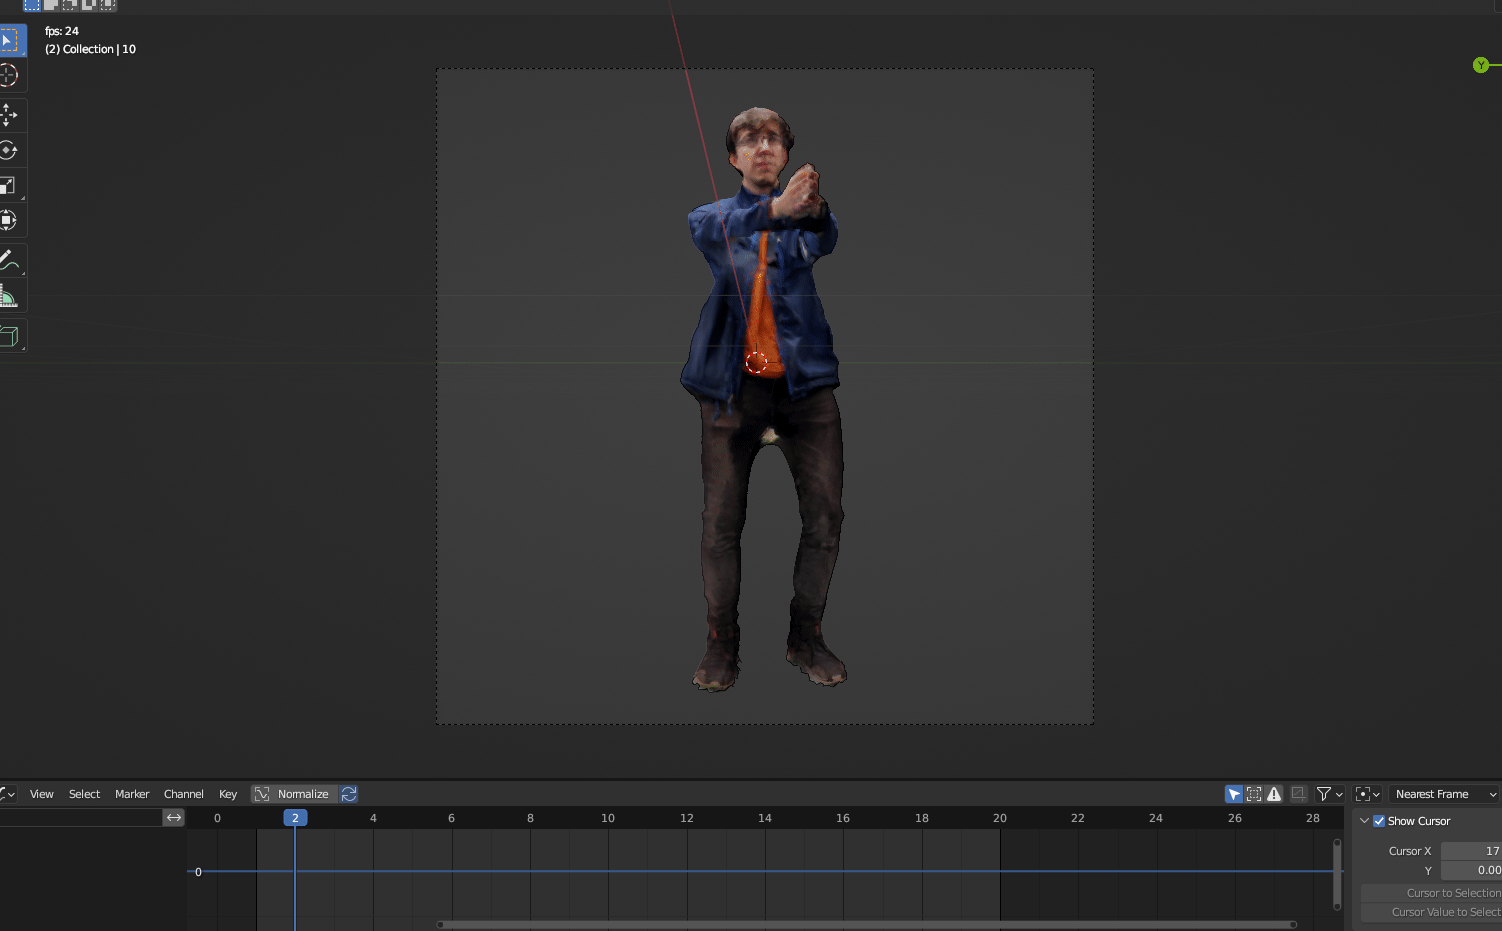 fps: 24
(2) Collection | 10
Y
View Select Marker Channel Key Normalize Nearest Frame
0 2 4 6 8 10 12 14 16 18 20 22 24 26 28
Show Cursor
0
Cursor X 17
Y 0.00
Cursor to Selection
Cursor Value to Select